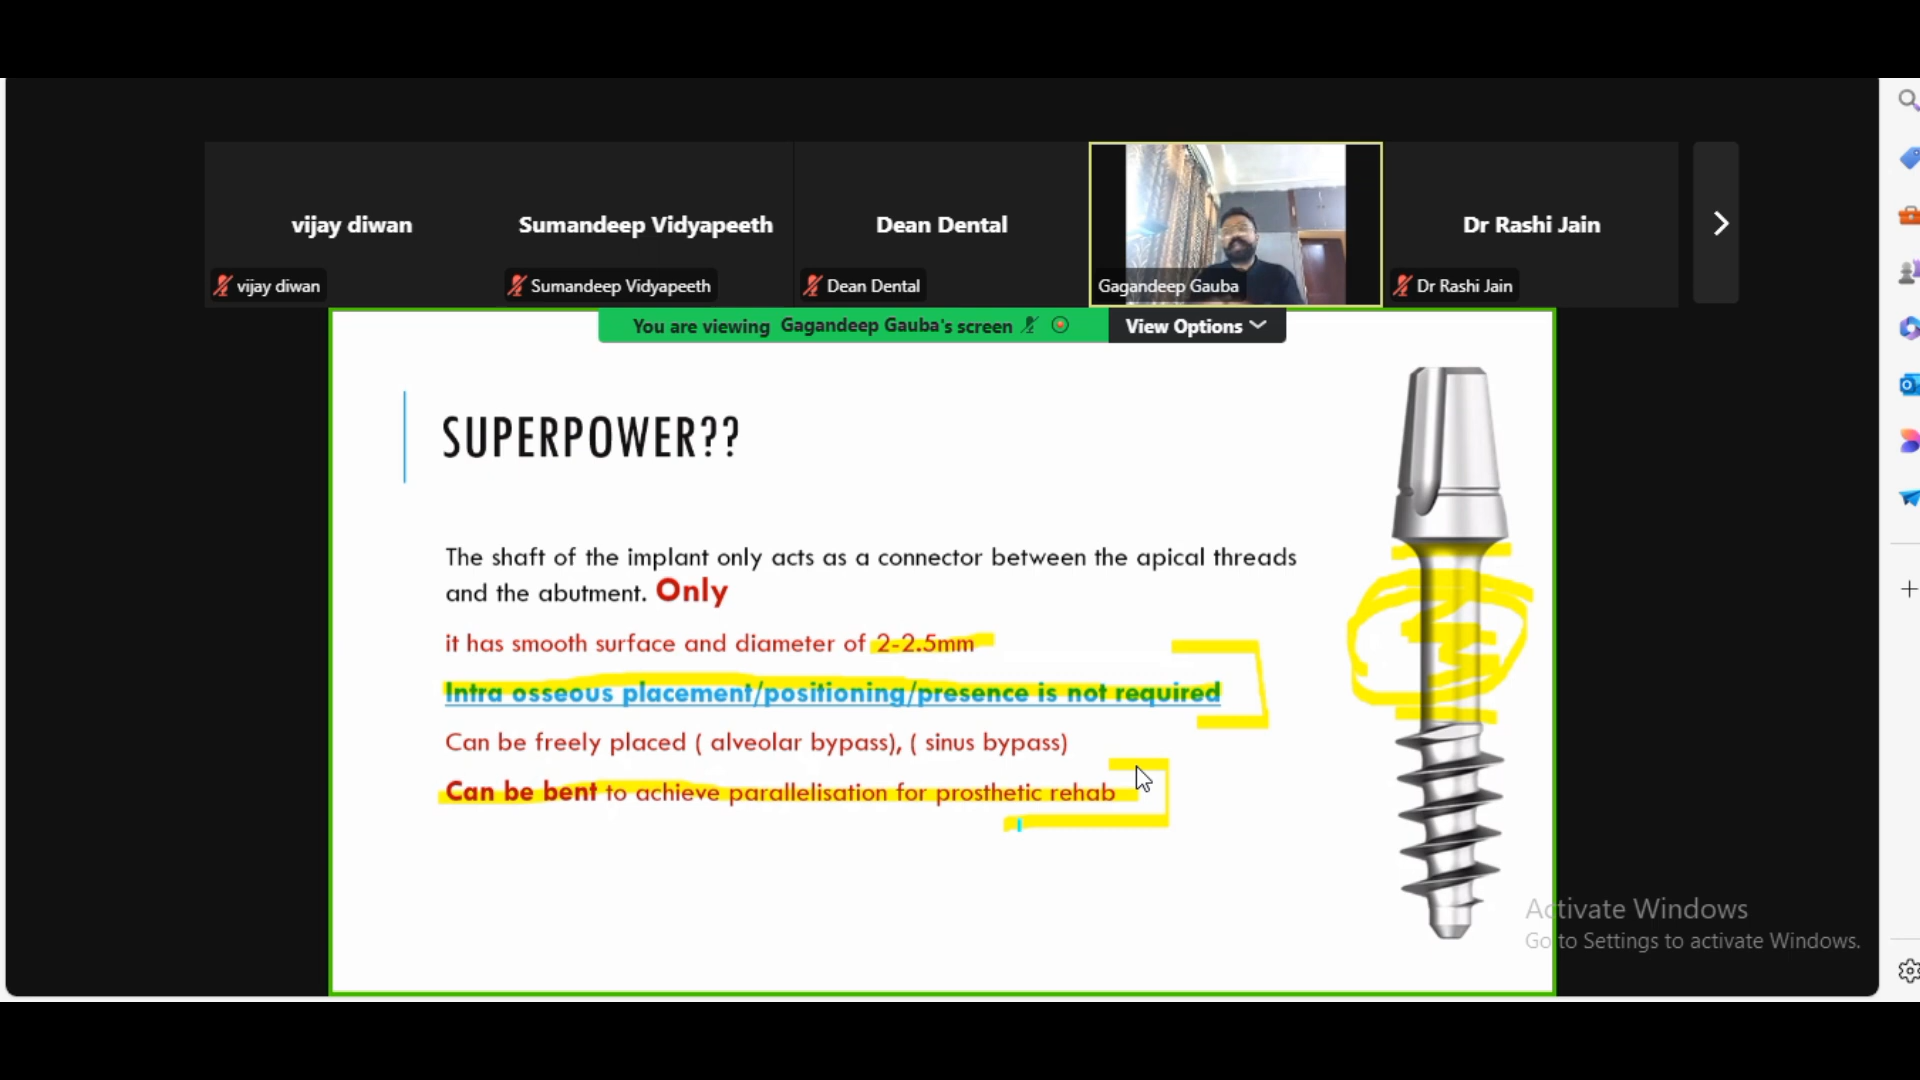 vijay diwan
Sumandeep Vidyapeeth
Dean Dental
Dr Rashi Jain
vijay diwan
Sumandeep Vidyapeeth
Dean Dental
Gagandeep Gauba
Dr Rashi Jain
You are viewing Gagandeep Gauba's screen
View Options
SUPERPOWER??
The shaft of the implant only acts as a connector between the apical threads
and the abutment. Only
it has smooth surface and diameter of 2-2.5mm
Intra osseous placement/positioning/presence is not required
Can be freely placed ( alveolar bypass), ( sinus bypass)
Can be bent to achieve parallelisation for prosthetic rehab
Activate Windows
Go to Settings to activate Windows.